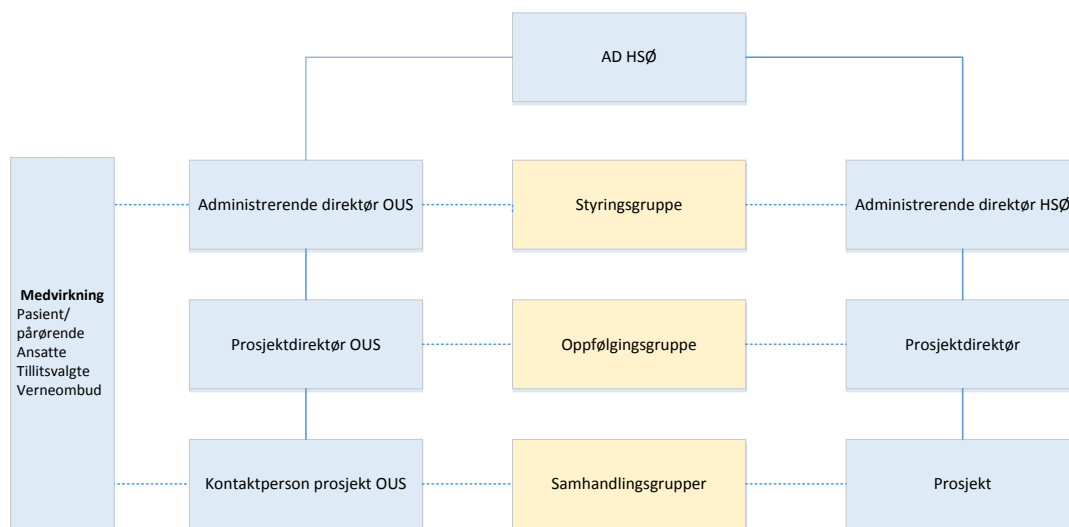 AD HSØ
Administrerende direktør OUS
Styringsgruppe
Administrerende direktør HSØ
Medvirkning
Pasient/
pårørende
Ansatte
Tillitsvalgte
Verneombud
Prosjektdirektør OUS
Oppfølgingsgruppe
Prosjektdirektør
Kontaktperson prosjekt OUS
Samhandlingsgrupper
Prosjekt